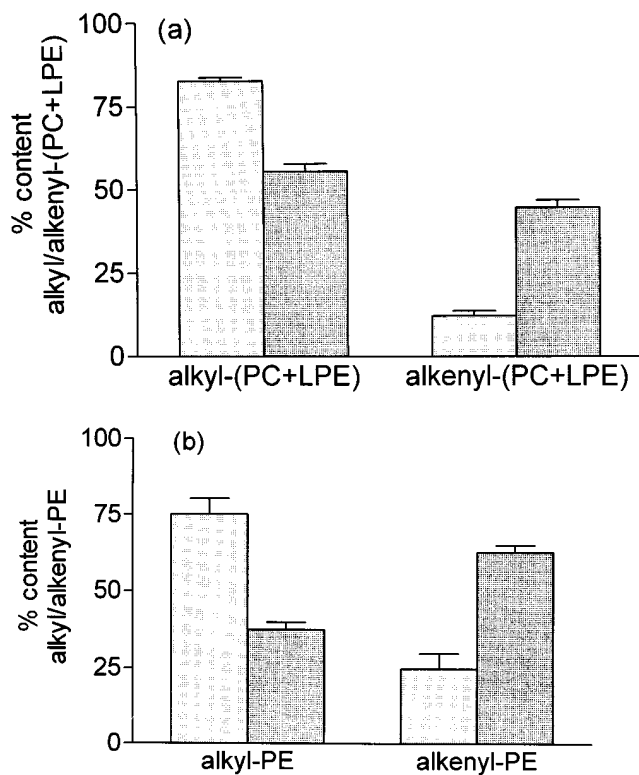 (a)
% content
alkyl/alkenyl-(PC+LPE)
100
75
50
25
0
alkyl-(PC+LPE) alkenyl-(PC+LPE)
(b)
% content
alkyl/alkenyl-PE
100
75
50
25
0
alkyl-PE alkenyl-PE